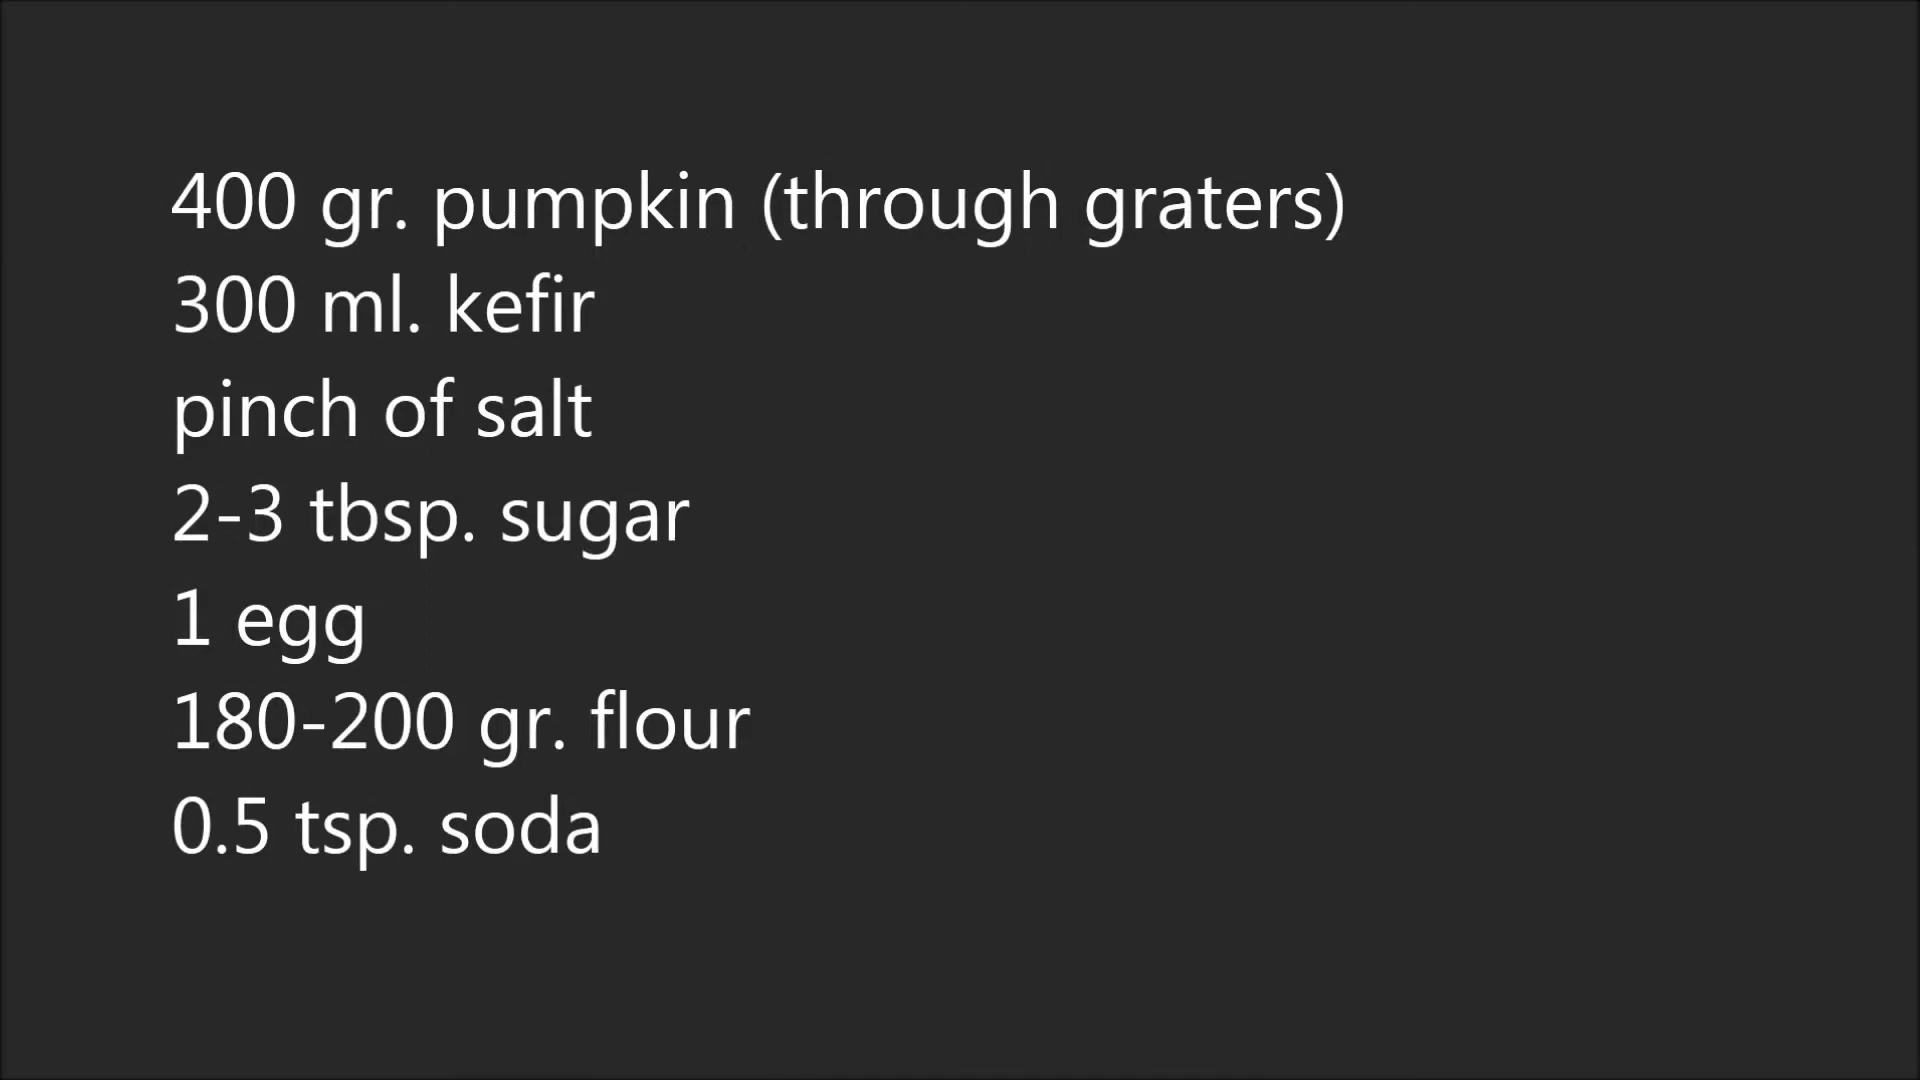 400 gr. pumpkin (through graters)
300 ml. kefir
pinch of salt
2-3 tbsp. sugar
1 egg
180-200 gr. flour
0.5 tsp. soda